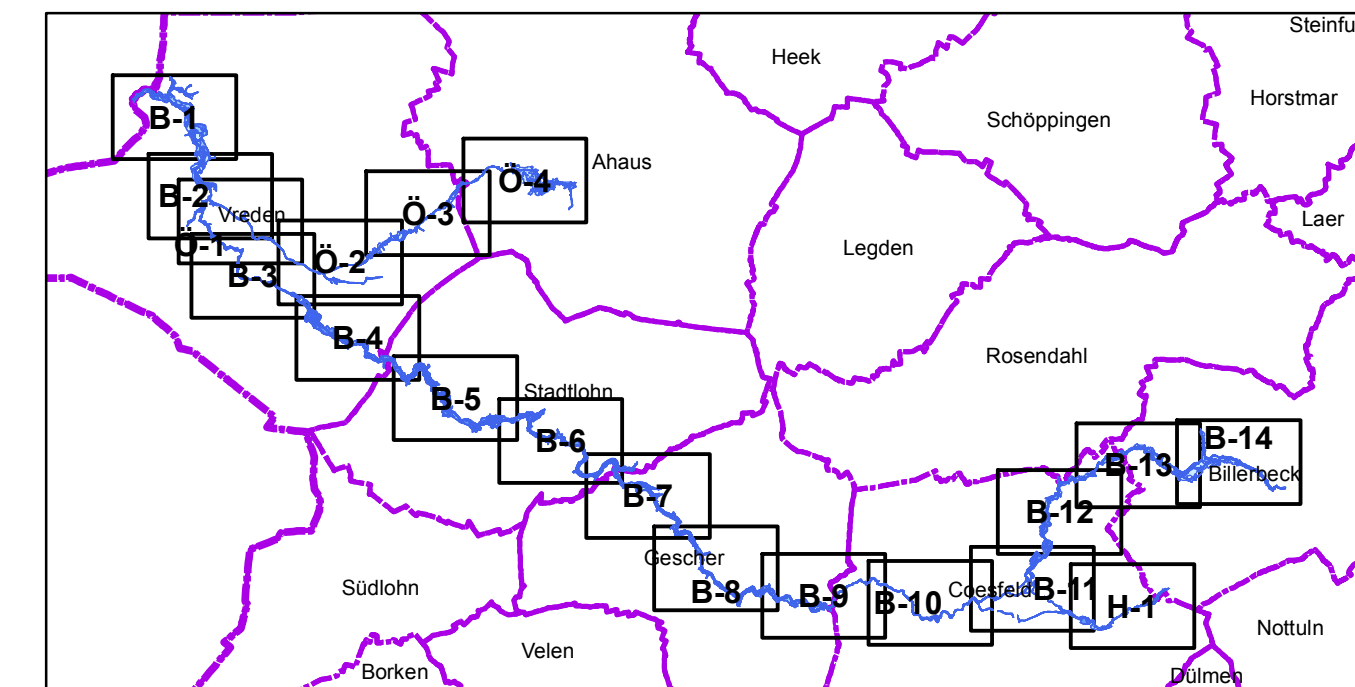 Steinfu
Heek
Horstmar
B-1
Schöppingen
Ahaus
Ö-4
B-2
Vreden
Ö-3
Laer
Ö-1
Legden
Ö-2
B-3
B-4
Rosendahl
Stadtlohn
B-5
B-6
B-14
B-13
Billerbeck
B-7
B-12
Gescher
Südlohn
B-8
B-9
B-10
Coesfeld
B-11
H-1
Nottuln
Velen
Borken
Dülmen